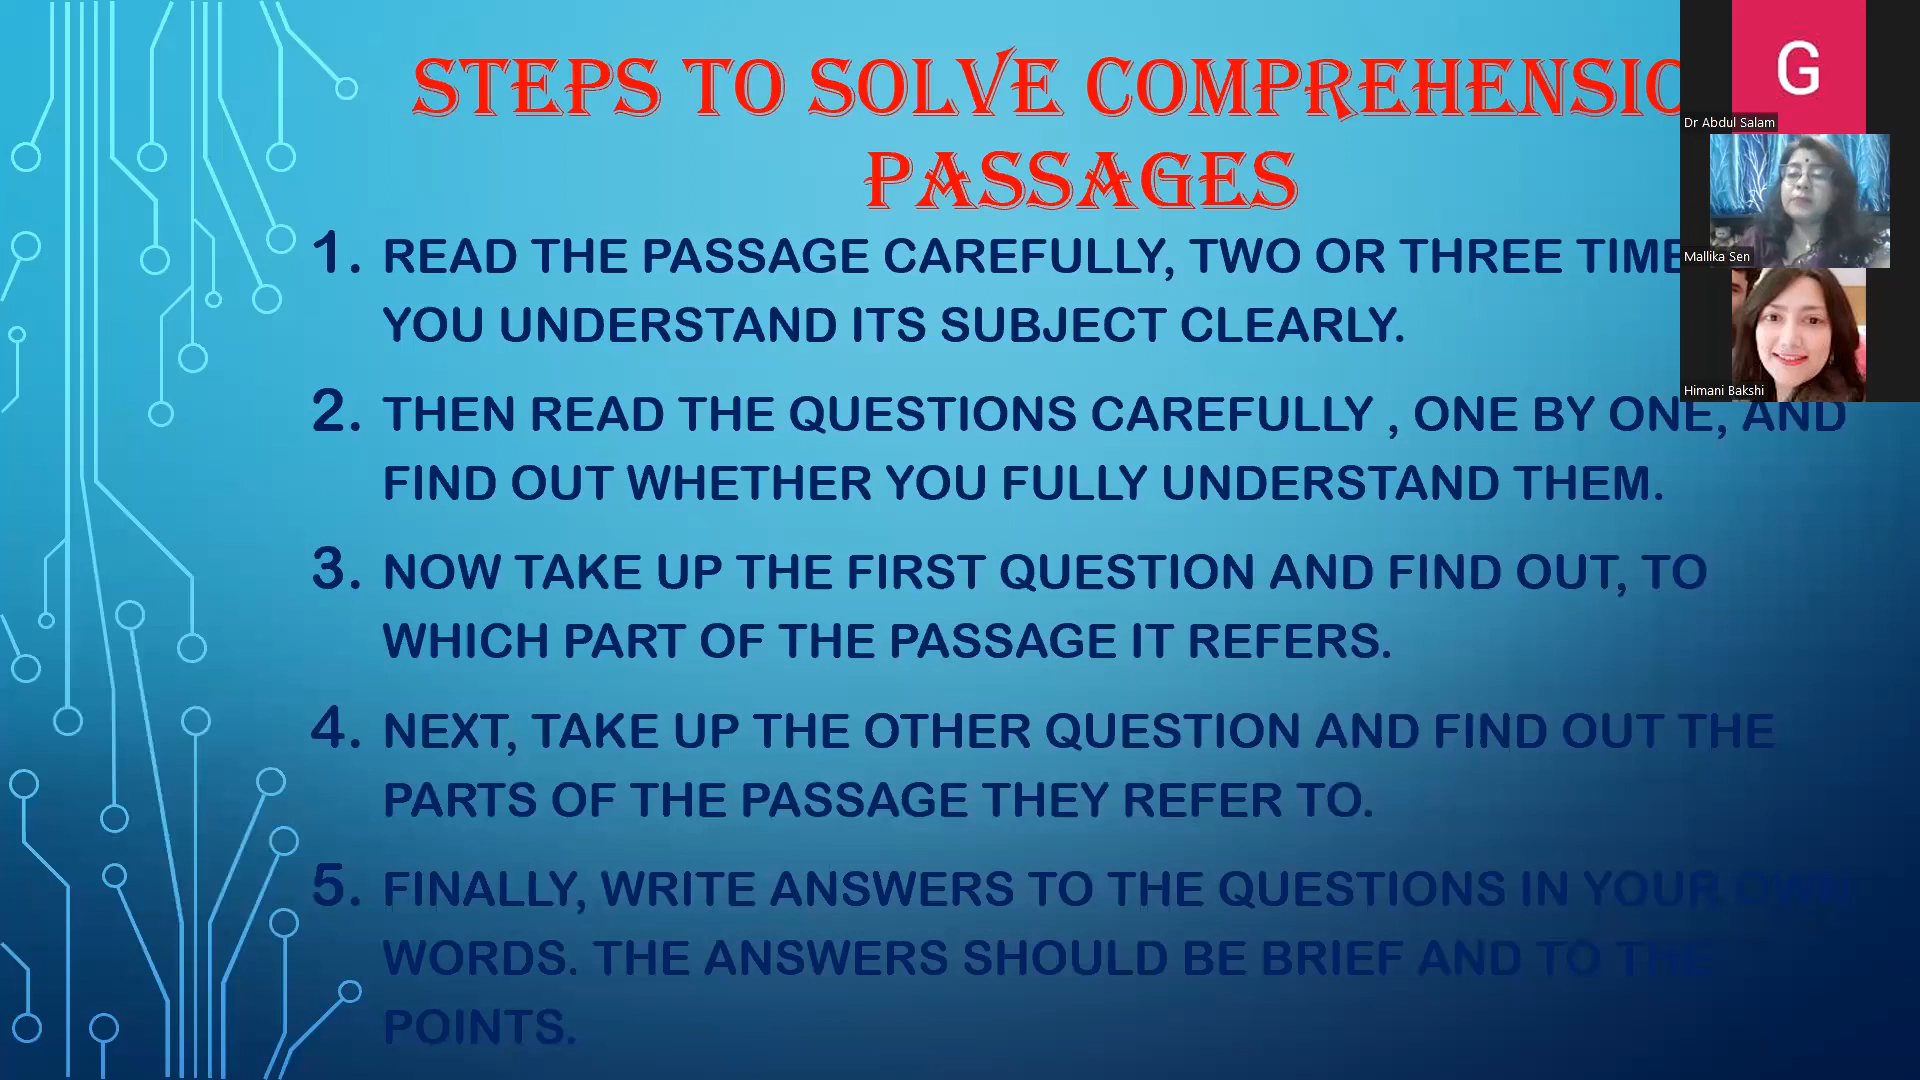 STEPS TO SOLVE COMPREHENSIO
PASSAGES
1. READ THE PASSAGE CAREFULLY, TWO OR THREE TIME
YOU UNDERSTAND ITS SUBJECT CLEARLY.
2. THEN READ THE QUESTIONS CAREFULLY , ONE BY ONE, AND
FIND OUT WHETHER YOU FULLY UNDERSTAND THEM.
3. NOW TAKE UP THE FIRST QUESTION AND FIND OUT, TO
WHICH PART OF THE PASSAGE IT REFERS.
4. NEXT, TAKE UP THE OTHER QUESTION AND FIND OUT THE
PARTS OF THE PASSAGE THEY REFER TO.
5. FINALLY, WRITE ANSWERS TO THE QUESTIONS IN YOUR OWN
WORDS. THE ANSWERS SHOULD BE BRIEF AND TO THE
POINTS.
G
Dr Abdul Salam
Mallika Sen
Himani Bakshi